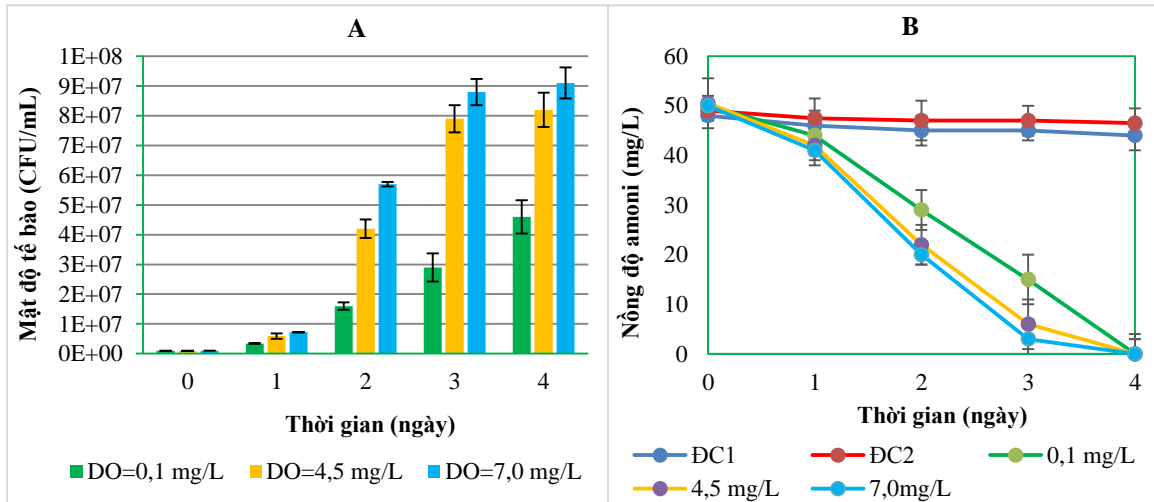 A
Mật độ tế bào (CFU/mL)
1E+08
9E+07
8E+07
7E+07
6E+07
5E+07
4E+07
3E+07
2E+07
1E+07
0E+00
0 1 2 3 4
Thời gian (ngày)
DO=0,1 mg/L DO=4,5 mg/L DO=7,0 mg/L
B
Nồng độ amoni (mg/L)
60
50
40
30
20
10
0
0 1 2 3 4
Thời gian (ngày)
ĐC1 ĐC2 0,1 mg/L
4,5 mg/L 7,0mg/L